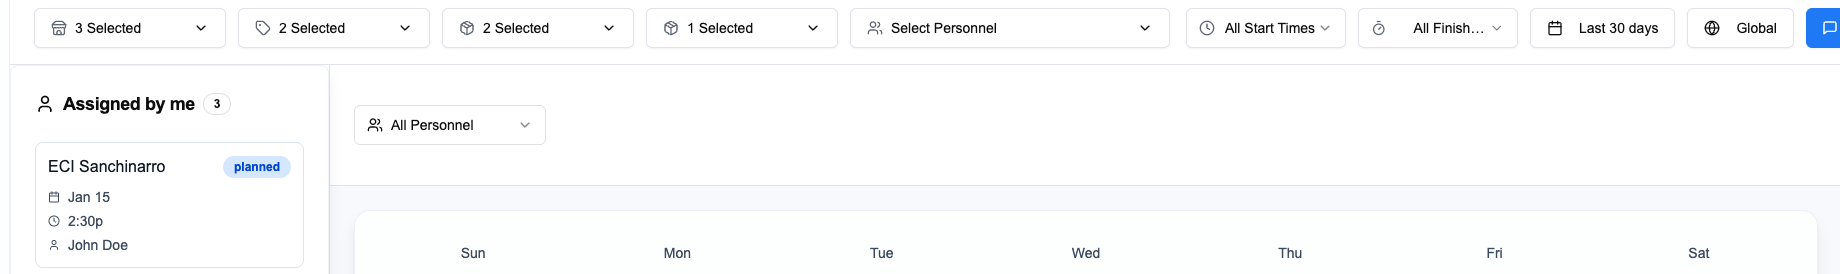 3 Selected
2 Selected
2 Selected
1 Selected
Select Personnel
All Start Times
All Finish…
Last 30 days
Global
Assigned by me 3
All Personnel
ECI Sanchinarro planned
Jan 15
2:30p
John Doe
Sun Mon Tue Wed Thu Fri Sat